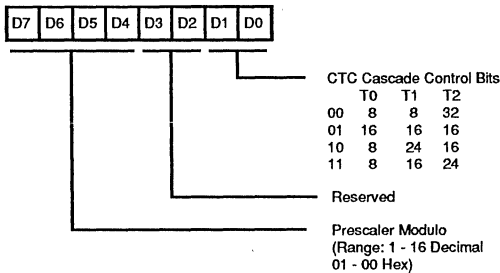 D7 D6 D5 D4 D3 D2 D1 D0
CTC Cascade Control Bits
T0 T1 T2
00 8 8 32
01 16 16 16
10 8 24 16
11 8 16 24
Reserved
Prescaler Modulo
(Range: 1 - 16 Decimal
01 - 00 Hex)